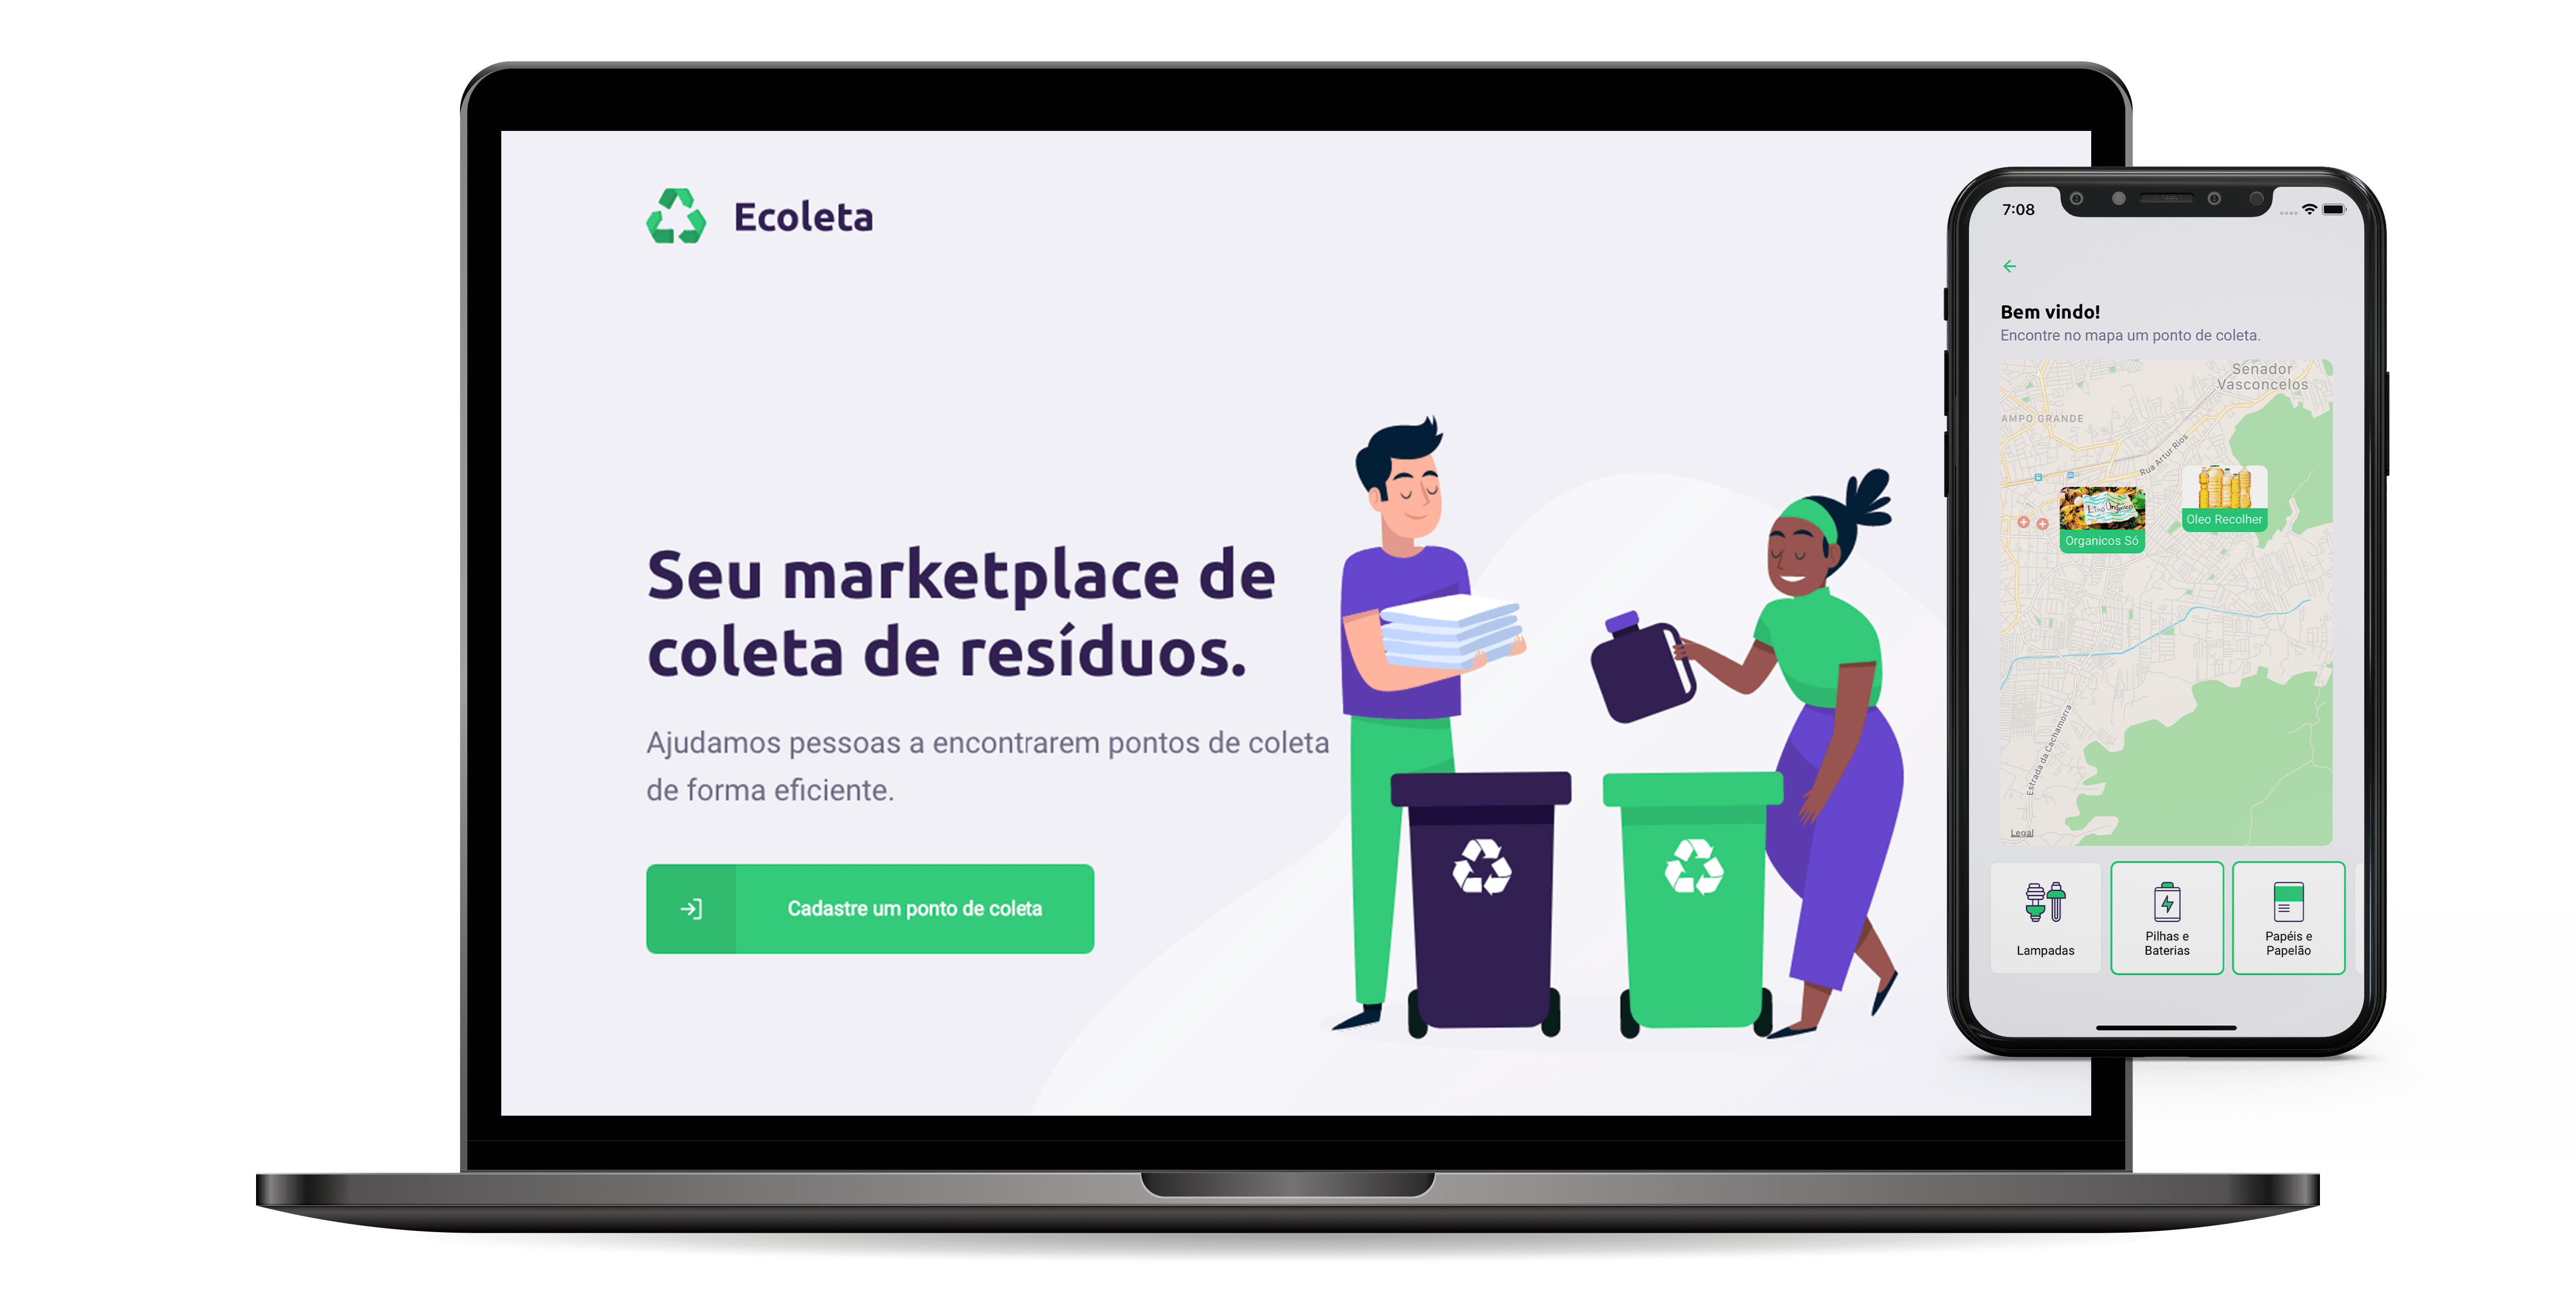 Ecoleta
Seu marketplace de
coleta de resíduos.
Ajudamos pessoas a encontrarem pontos de coleta
de forma eficiente.
Cadastre um ponto de coleta
7:08
Bem vindo!
Encontre no mapa um ponto de coleta.
Senador
Vasconcelos
AMPO GRANDE
Rua Artur Rios
Oleo Recolher
Organicos Só
Estrada da Cachamorra
Legal
Lampadas
Pilhas e
Baterias
Papéis e
Papelão